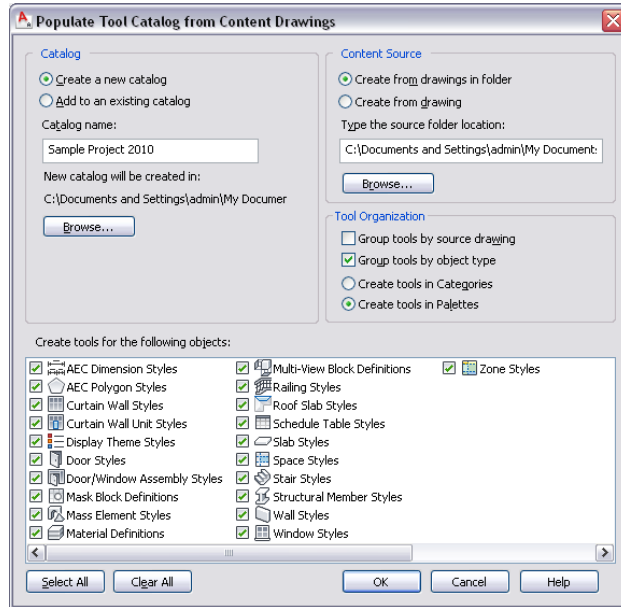 Populate Tool Catalog from Content Drawings
Catalog
Create a new catalog
Add to an existing catalog
Catalog name:
Sample Project 2010
New catalog will be created in:
C:\Documents and Settings\admin\My Documer
Browse...
Content Source
Create from drawings in folder
Create from drawing
Type the source folder location:
C:\Documents and Settings\admin\My Documents
Browse...
Tool Organization
Group tools by source drawing
Group tools by object type
Create tools in Categories
Create tools in Palettes
Create tools for the following objects:
AEC Dimension Styles
AEC Polygon Styles
Curtain Wall Styles
Curtain Wall Unit Styles
Display Theme Styles
Door Styles
Door/Window Assembly Styles
Mask Block Definitions
Mass Element Styles
Material Definitions
Multi-View Block Definitions
Railing Styles
Roof Slab Styles
Schedule Table Styles
Slab Styles
Space Styles
Stair Styles
Structural Member Styles
Wall Styles
Window Styles
Zone Styles
Select All
Clear All
OK
Cancel
Help